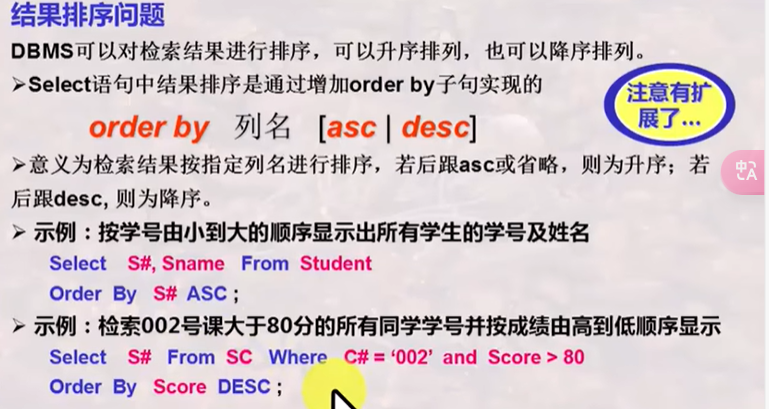 结果排序问题
DBMS可以对检索结果进行排序，可以升序排列，也可以降序排列。
➢Select语句中结果排序是通过增加order by子句实现的
注意有扩
展了...
order by 列名 [asc | desc]
➢意义为检索结果按指定列名进行排序，若后跟asc或省略，则为升序；若
后跟desc, 则为降序。
➢ 示例：按学号由小到大的顺序显示出所有学生的学号及姓名
Select S#, Sname From Student
Order By S# ASC ;
➢ 示例：检索002号课大于80分的所有同学学号并按成绩由高到低顺序显示
Select S# From SC Where C# = ‘002’ and Score > 80
Order By Score DESC ;
中 A